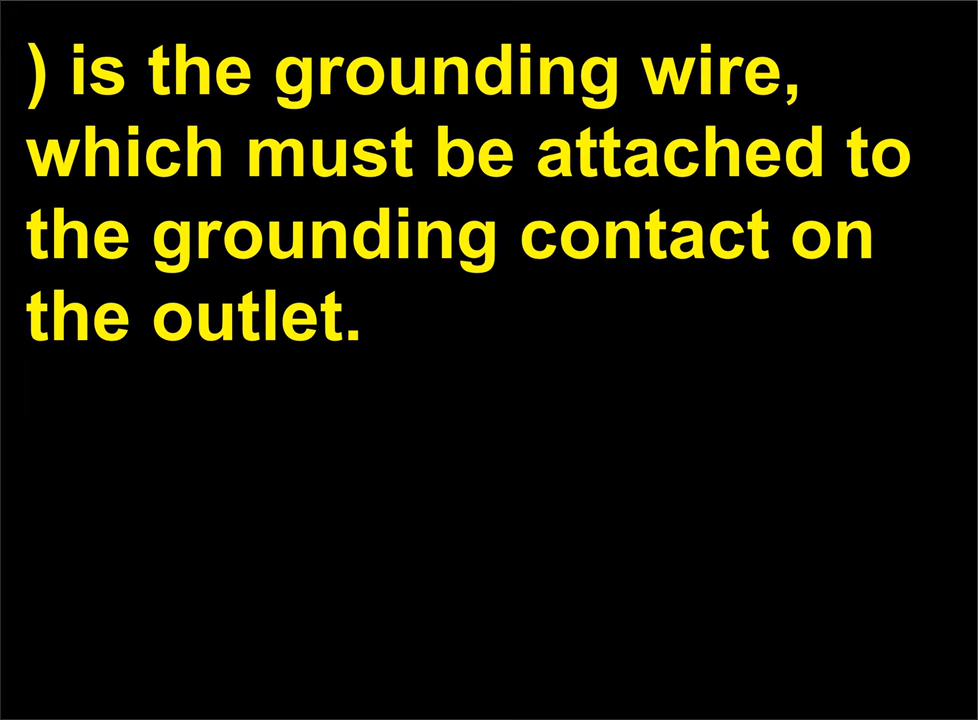 ) is the grounding wire,
which must be attached to
the grounding contact on
the outlet.